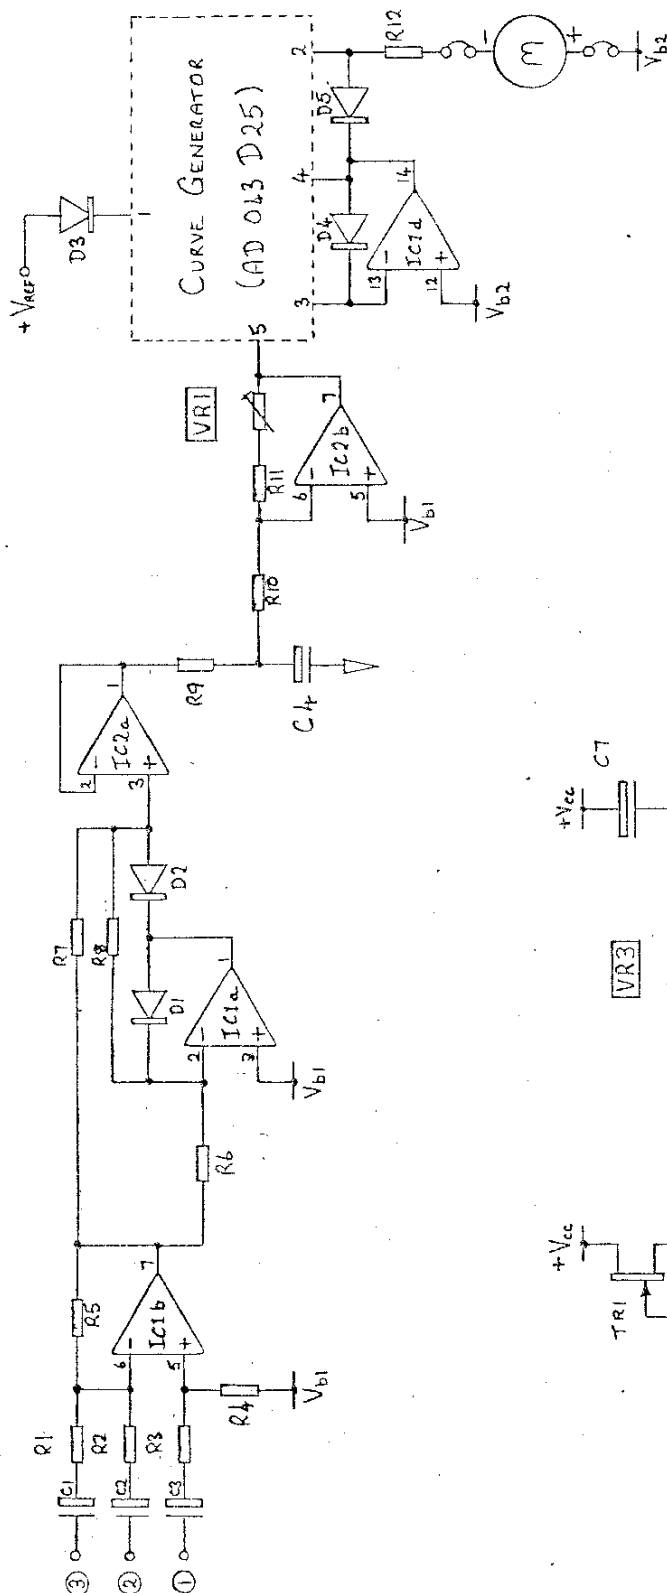 ③
②
①
C1
C2
C3
R1
R2
R3
R4
Vb1
R5
6
5
−
+
IC1b
7
R6
R7
R8
D1
D2
2
3
−
+
IC1a
1
Vb1
2
3
−
+
IC2a
1
R9
C4
R10
R11
VR1
6
5
−
+
IC2b
7
Vb1
+VREF
D3
1
CURVE GENERATOR
(AD 043 D25)
5
3
4
2
D4
D5
13
12
−
+
IC1d
14
Vb2
R12
−
m
+
Vb2
+Vcc
TR1
VR3
+Vcc
C7